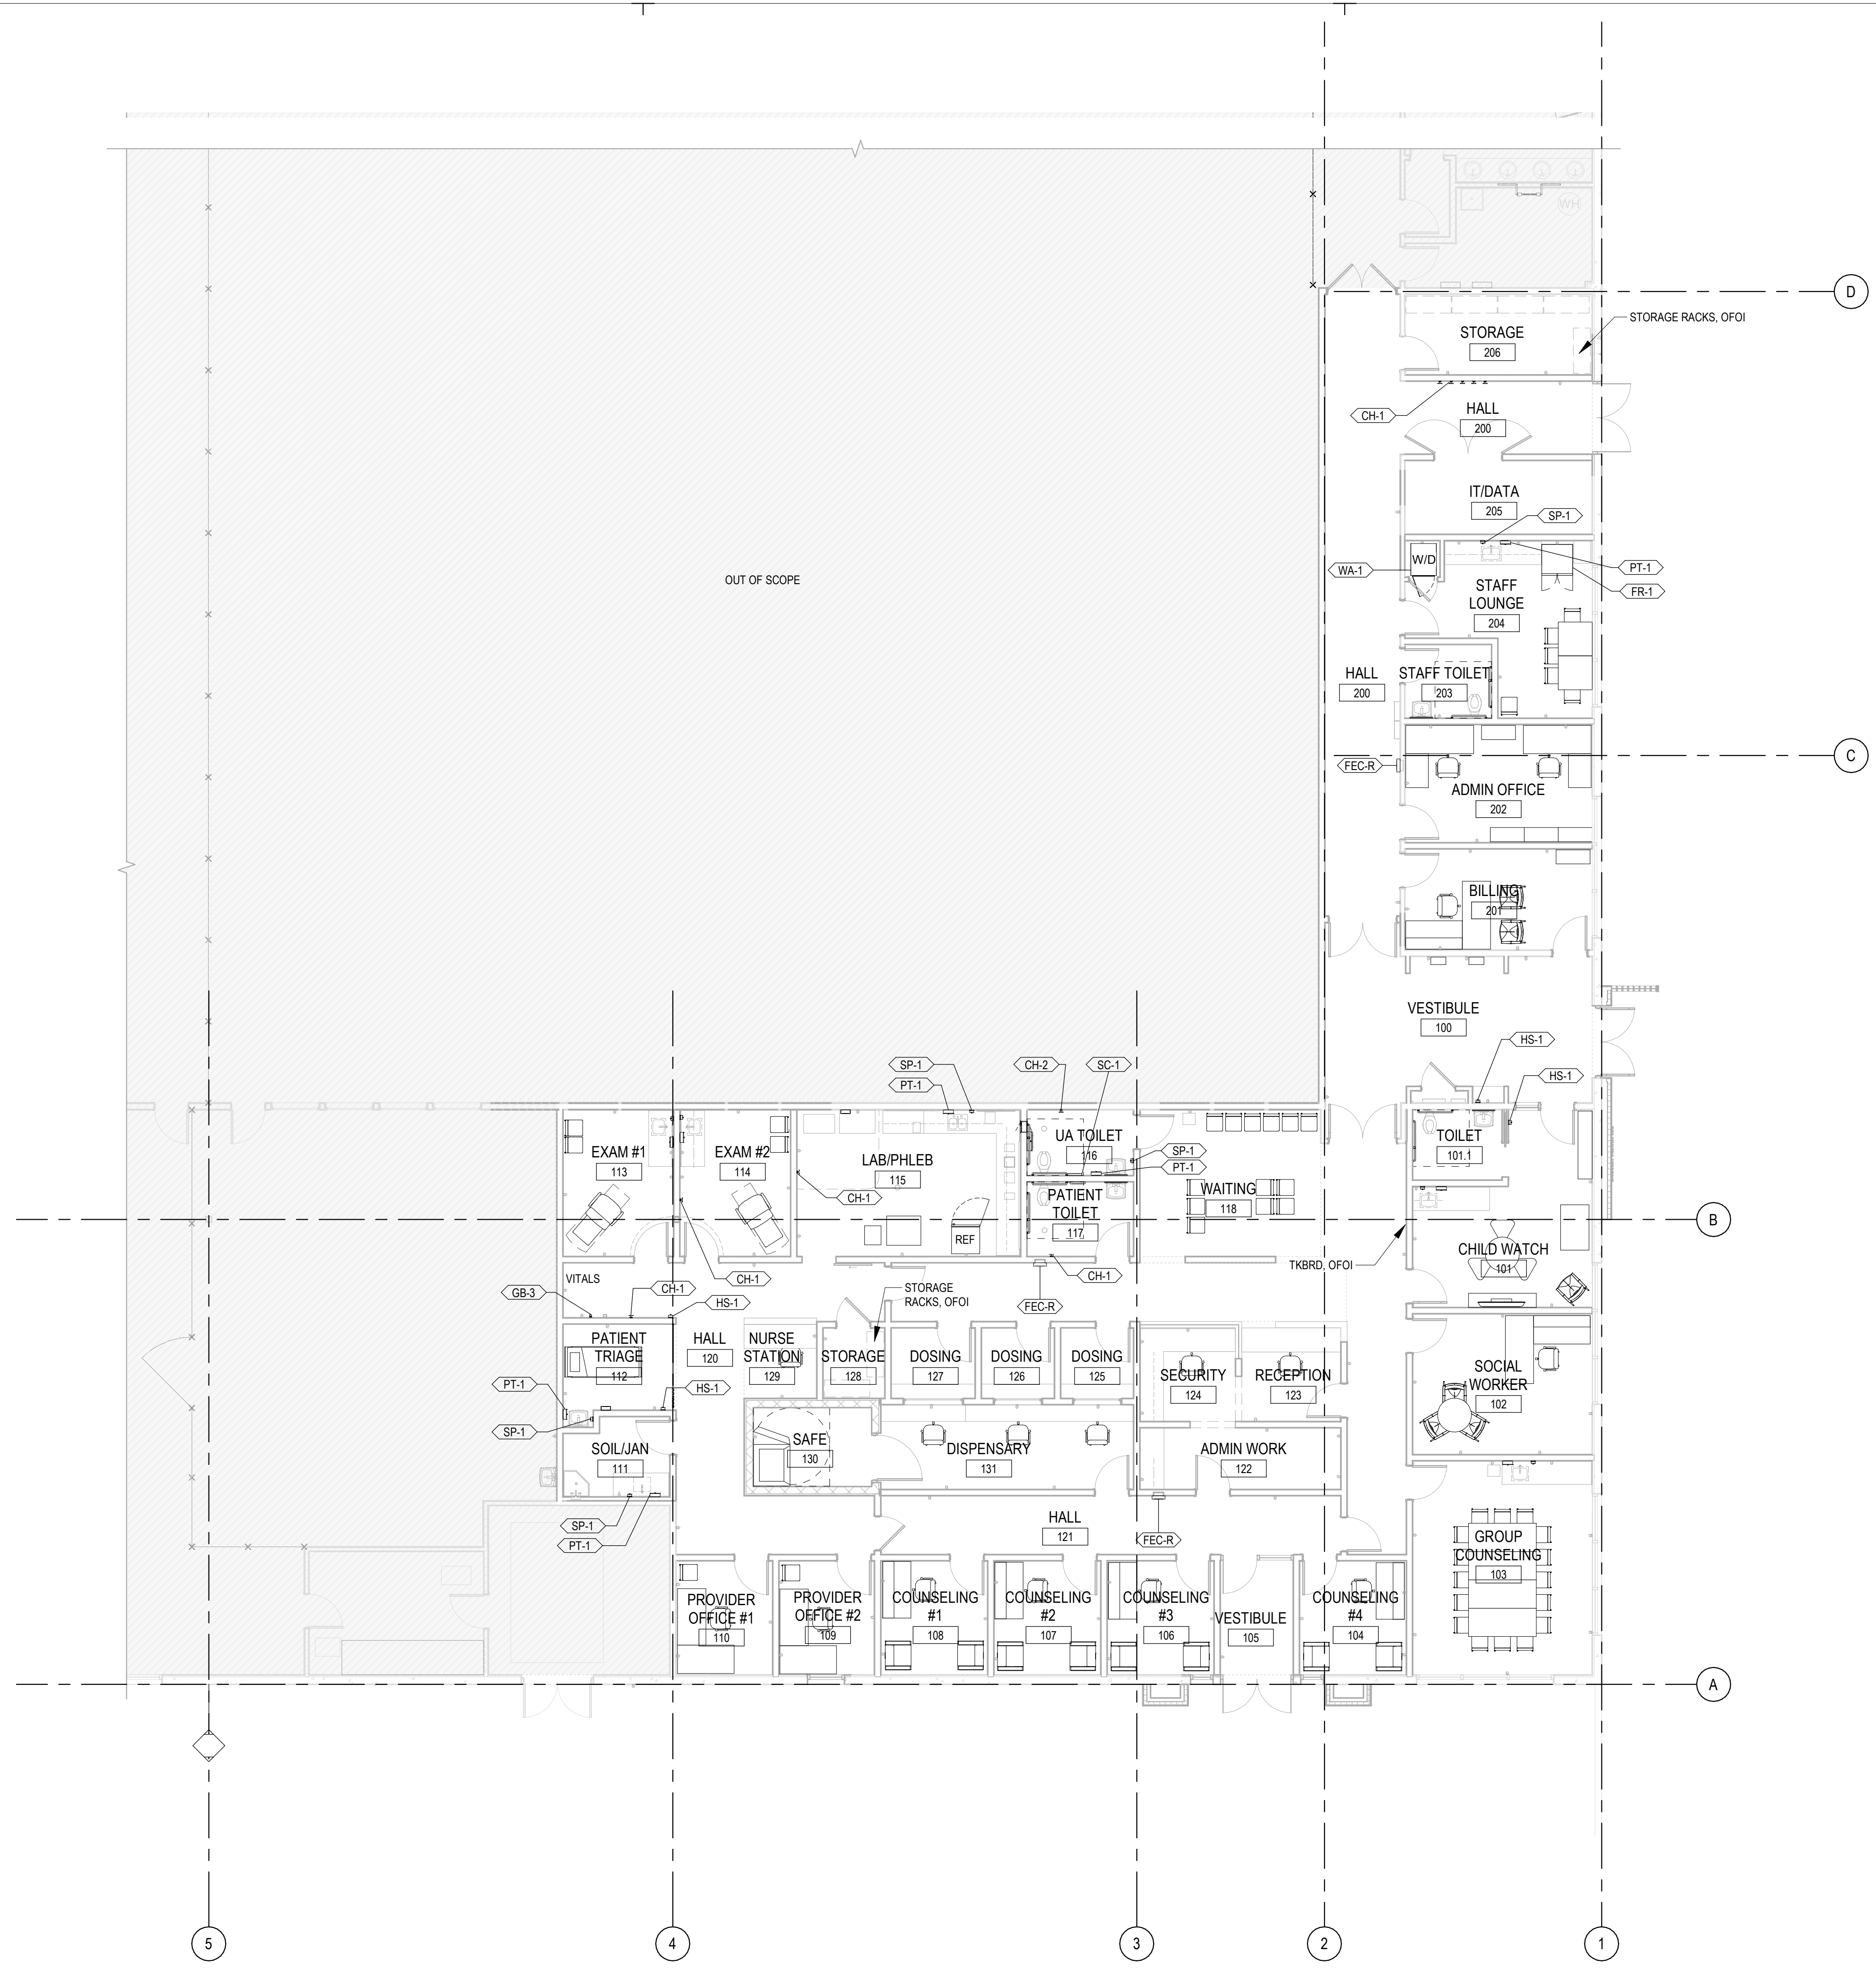 WH
D
STORAGE RACKS, OFOI
STORAGE
206
CH-1
HALL
200
IT/DATA
205
SP-1
W/D
WA-1
PT-1
FR-1
OUT OF SCOPE
STAFF
LOUNGE
204
HALL
200
STAFF TOILET
203
C
FEC-R
ADMIN OFFICE
202
BILLING
201
VESTIBULE
100
HS-1
HS-1
SP-1
PT-1
CH-2
SC-1
EXAM #1
113
EXAM #2
114
LAB/PHLEB
115
CH-1
UA TOILET
116
SP-1
PT-1
TOILET
101.1
PATIENT
TOILET
117
WAITING
118
B
REF
CHILD WATCH
101
TKBRD, OFOI
VITALS
CH-1
CH-1
GB-3
CH-1
HS-1
STORAGE
RACKS, OFOI
FEC-R
PATIENT
TRIAGE
112
HALL
120
NURSE
STATION
129
STORAGE
128
DOSING
127
DOSING
126
DOSING
125
SECURITY
124
RECEPTION
123
SOCIAL
WORKER
102
PT-1
HS-1
SP-1
SOIL/JAN
111
SAFE
130
DISPENSARY
131
ADMIN WORK
122
SP-1
PT-1
HALL
121
FEC-R
GROUP
COUNSELING
103
PROVIDER
OFFICE #1
110
PROVIDER
OFFICE #2
109
COUNSELING
#1
108
COUNSELING
#2
107
COUNSELING
#3
106
VESTIBULE
105
COUNSELING
#4
104
A
5
4
3
2
1